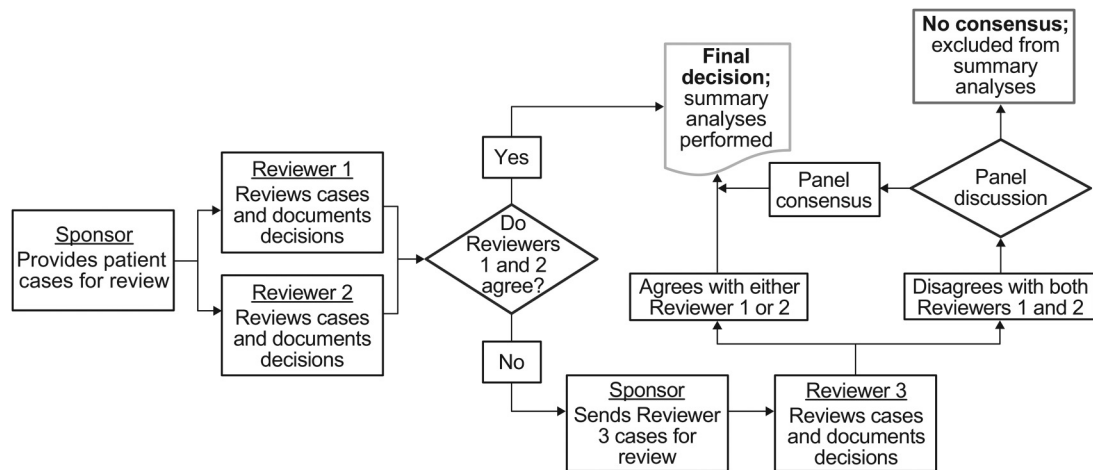 Sponsor
Provides patient
cases for review
Reviewer 1
Reviews cases
and documents
decisions
Reviewer 2
Reviews cases
and documents
decisions
Do
Reviewers
1 and 2
agree?
Yes
No
Final
decision;
summary
analyses
performed
No consensus;
excluded from
summary
analyses
Panel
consensus
Panel
discussion
Agrees with either
Reviewer 1 or 2
Disagrees with both
Reviewers 1 and 2
Sponsor
Sends Reviewer
3 cases for
review
Reviewer 3
Reviews cases
and documents
decisions